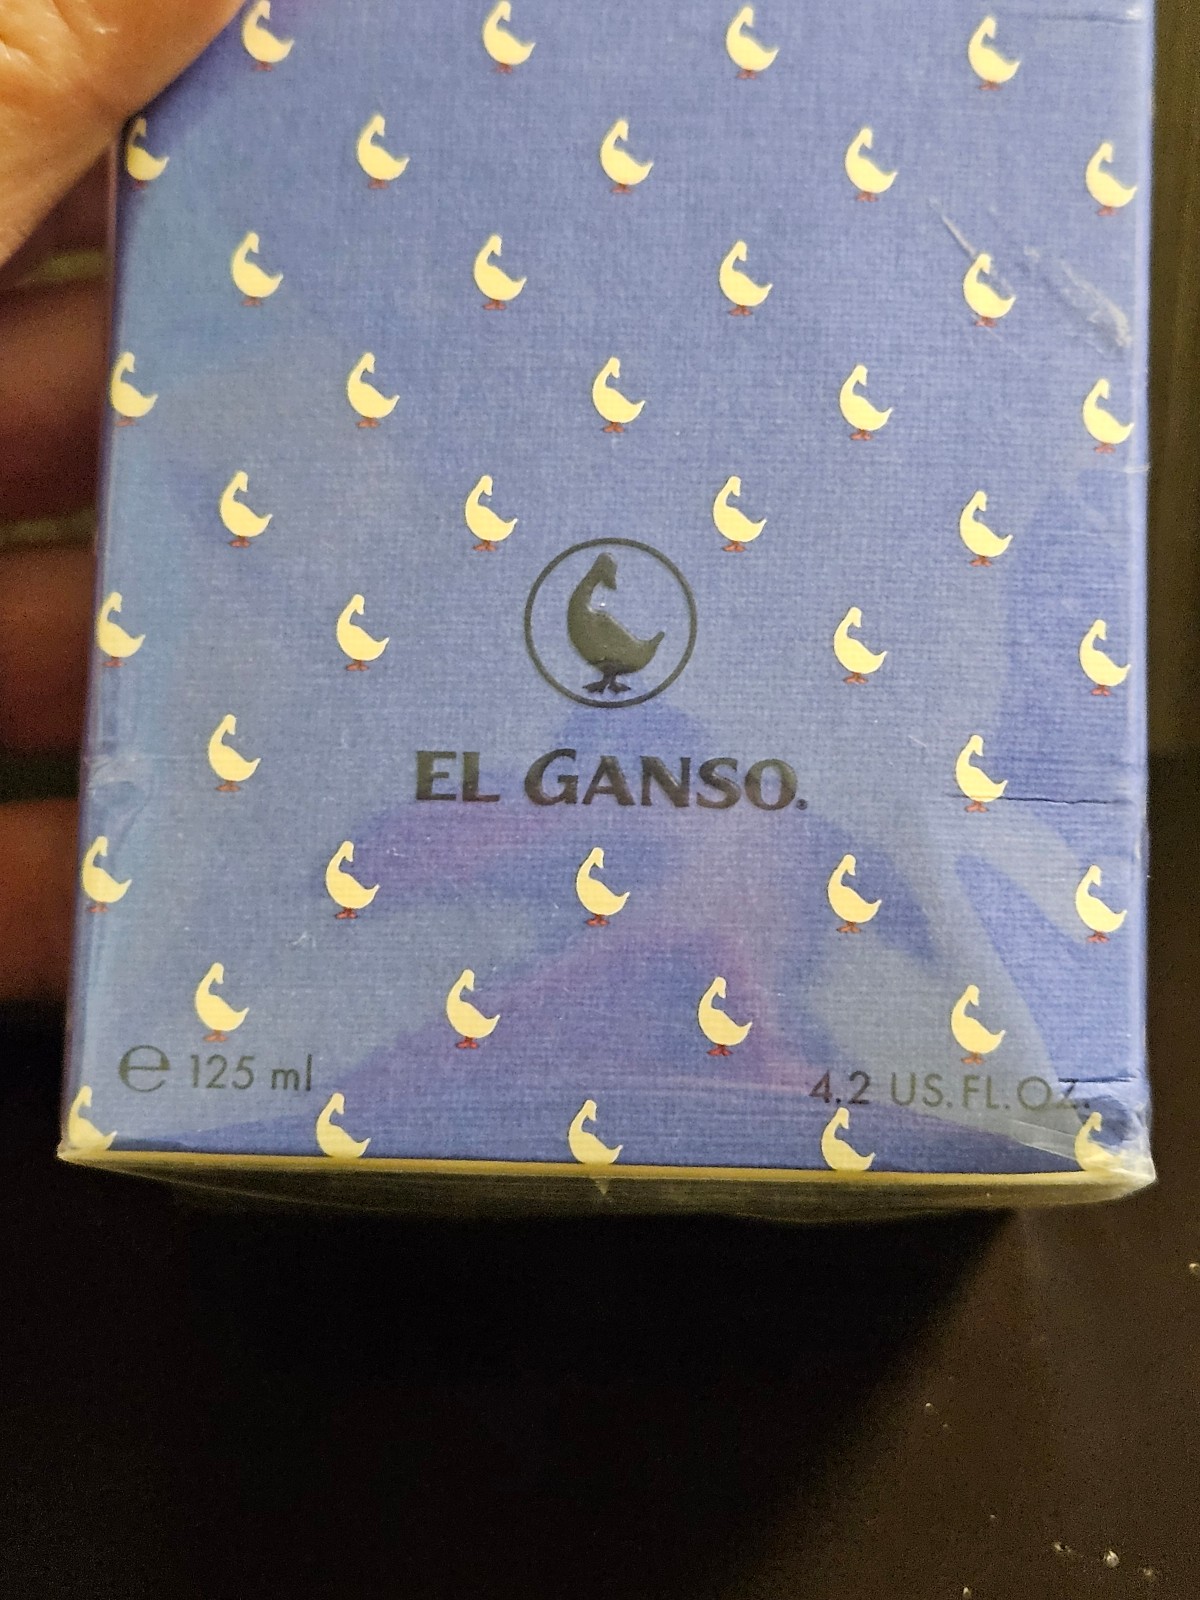 EL GANSO®
℮ 125 ml
4.2 US. FL. OZ.